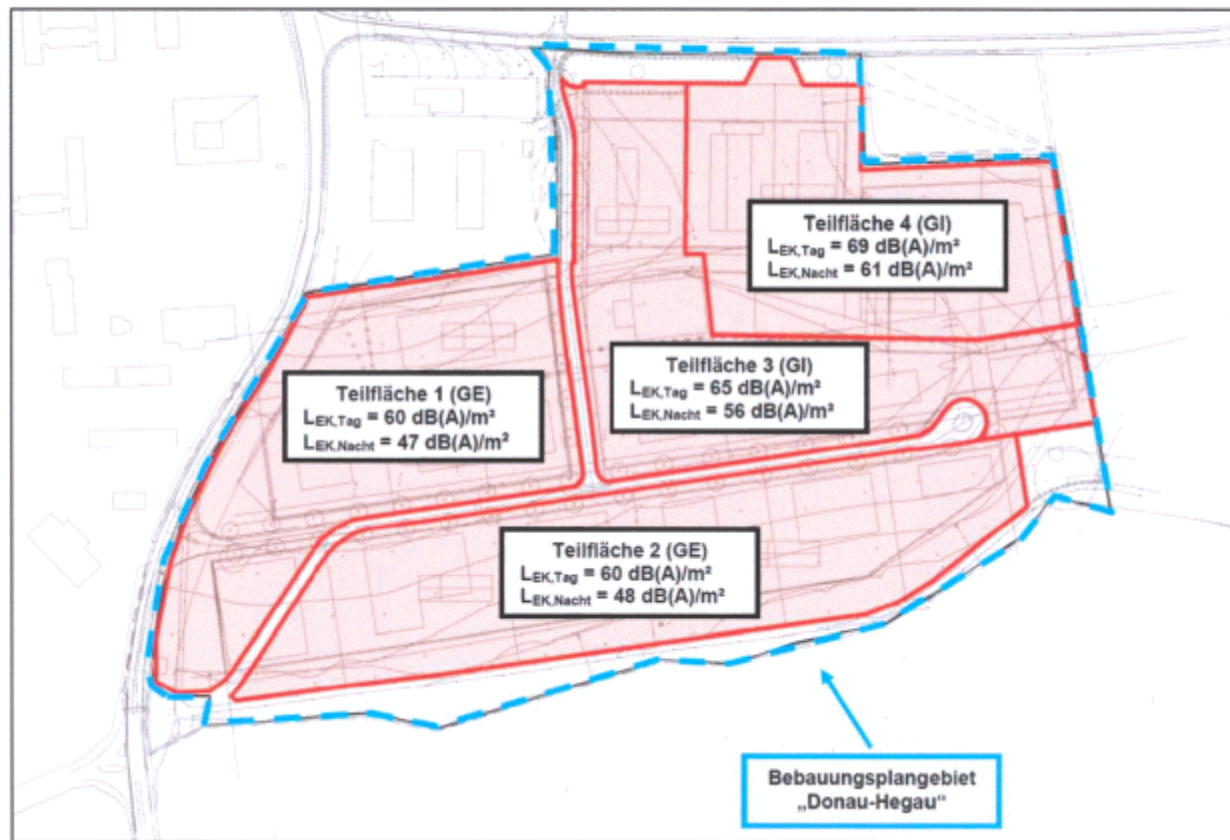 Teilfläche 4 (GI)
LEK,Tag = 69 dB(A)/m²
LEK,Nacht = 61 dB(A)/m²
Teilfläche 3 (GI)
LEK,Tag = 65 dB(A)/m²
LEK,Nacht = 56 dB(A)/m²
Teilfläche 1 (GE)
LEK,Tag = 60 dB(A)/m²
LEK,Nacht = 47 dB(A)/m²
Teilfläche 2 (GE)
LEK,Tag = 60 dB(A)/m²
LEK,Nacht = 48 dB(A)/m²
Bebauungsplangebiet
„Donau-Hegau“